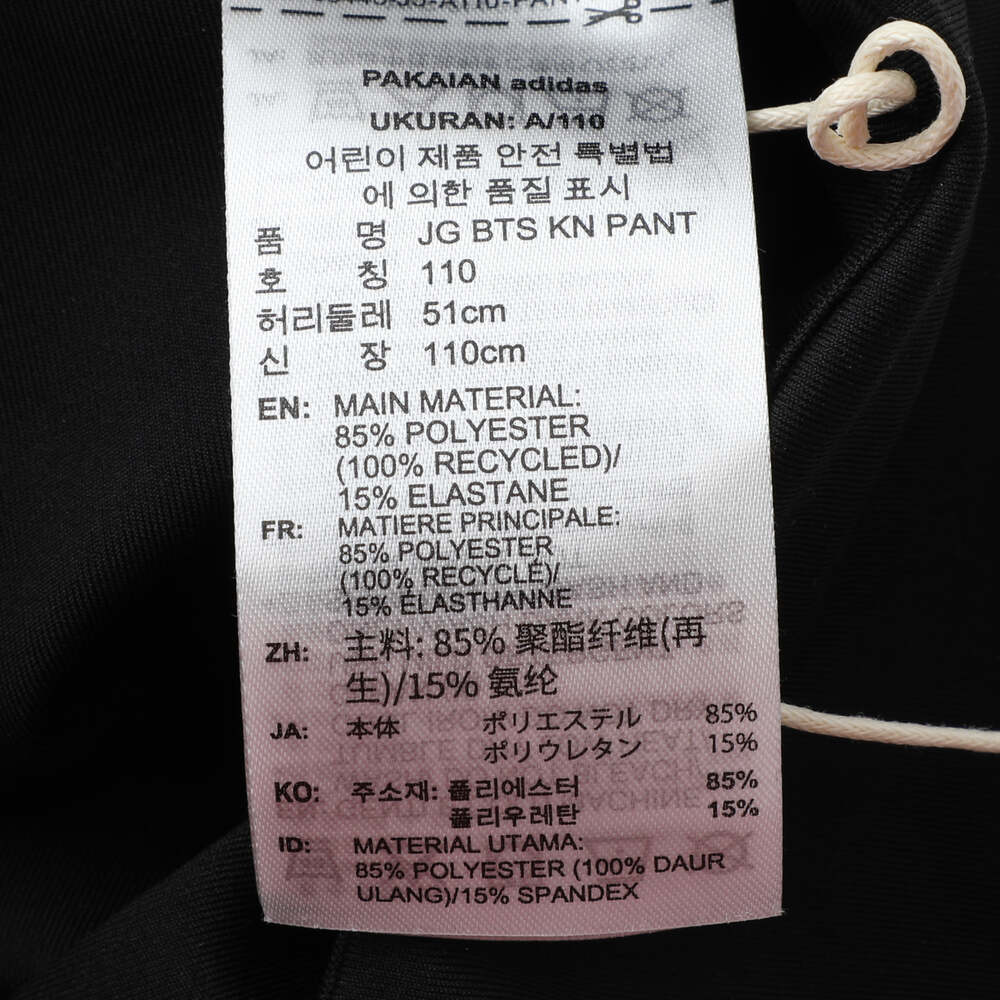 A110-PANT
PAKAIAN adidas
UKURAN: A/110
어린이 제품 안전 특별법
에 의한 품질 표시
품 명 JG BTS KN PANT
호 칭 110
허리둘레 51cm
신 장 110cm
EN: MAIN MATERIAL:
85% POLYESTER
(100% RECYCLED)/
15% ELASTANE
FR: MATIERE PRINCIPALE:
85% POLYESTER
(100% RECYCLÉ)/
15% ÉLASTHANNE
ZH: 主料: 85% 聚酯纤维(再
生)/15% 氨纶
JA: 本体 ポリエステル 85%
ポリウレタン 15%
KO: 주소재: 폴리에스터 85%
폴리우레탄 15%
ID: MATERIAL UTAMA:
85% POLYESTER (100% DAUR
ULANG)/15% SPANDEX